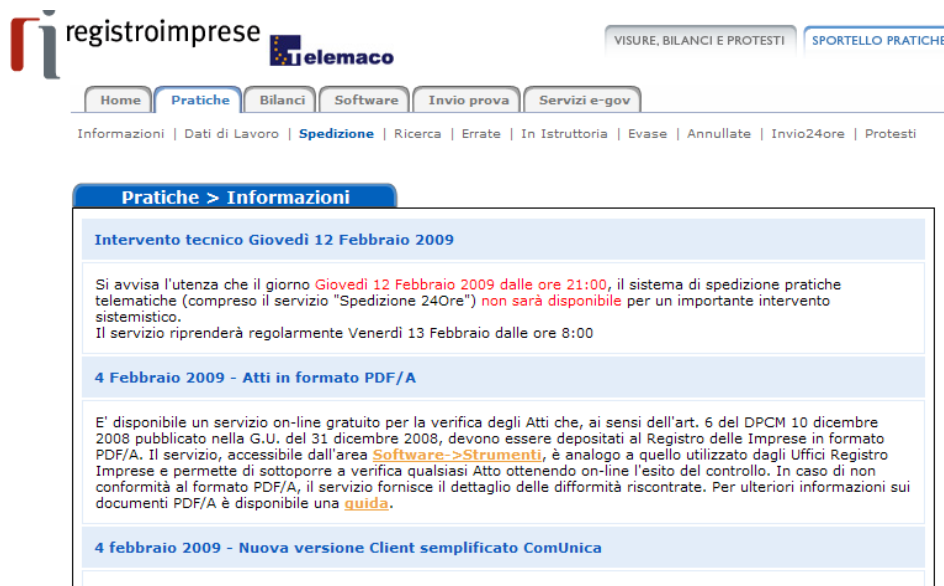 registroimprese
Telemaco
VISURE, BILANCI E PROTESTI
SPORTELLO PRATICHE
Home Pratiche Bilanci Software Invio prova Servizi e-gov
Informazioni | Dati di Lavoro | Spedizione | Ricerca | Errate | In Istruttoria | Evase | Annullate | Invio24ore | Protesti
Pratiche > Informazioni
Intervento tecnico Giovedì 12 Febbraio 2009
Si avvisa l'utenza che il giorno Giovedì 12 Febbraio 2009 dalle ore 21:00, il sistema di spedizione pratiche
telematiche (compreso il servizio "Spedizione 24Ore") non sarà disponibile per un importante intervento
sistemistico.
Il servizio riprenderà regolarmente Venerdì 13 Febbraio dalle ore 8:00
4 Febbraio 2009 - Atti in formato PDF/A
E' disponibile un servizio on-line gratuito per la verifica degli Atti che, ai sensi dell'art. 6 del DPCM 10 dicembre
2008 pubblicato nella G.U. del 31 dicembre 2008, devono essere depositati al Registro delle Imprese in formato
PDF/A. Il servizio, accessibile dall'area Software->Strumenti, è analogo a quello utilizzato dagli Uffici Registro
Imprese e permette di sottoporre a verifica qualsiasi Atto ottenendo on-line l'esito del controllo. In caso di non
conformità al formato PDF/A, il servizio fornisce il dettaglio delle difformità riscontrate. Per ulteriori informazioni sui
documenti PDF/A è disponibile una guida.
4 febbraio 2009 - Nuova versione Client semplificato ComUnica